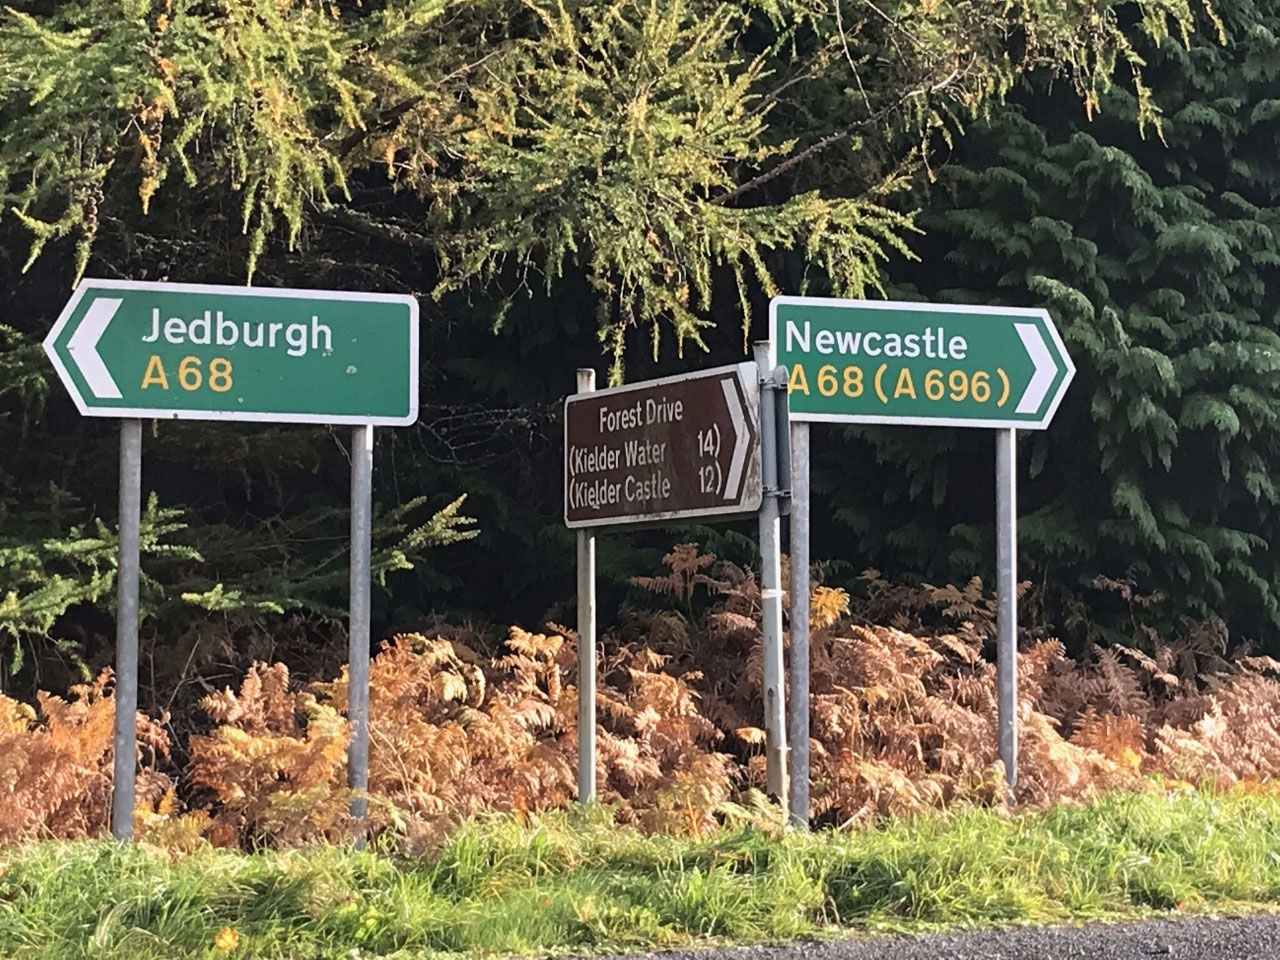 Jedburgh
A68
Forest Drive
(Kielder Water 14)
(Kielder Castle 12)
Newcastle
A68 (A696)